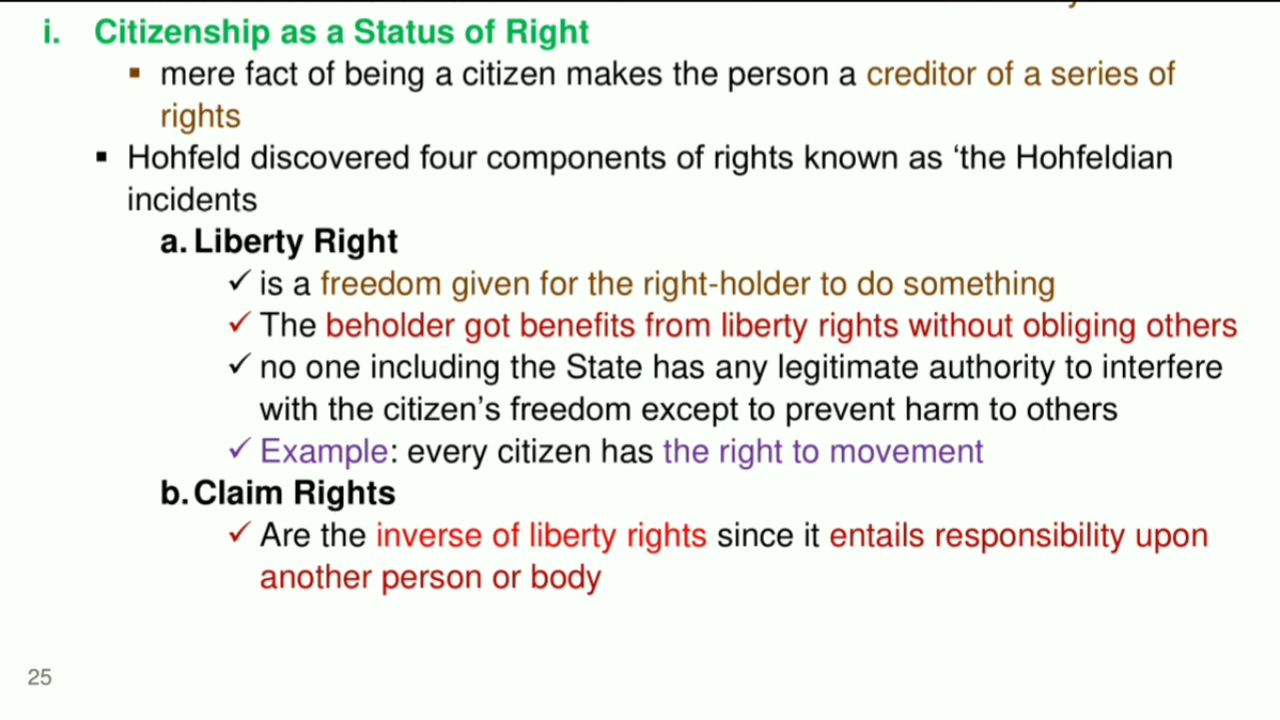 i. Citizenship as a Status of Right
▪ mere fact of being a citizen makes the person a creditor of a series of
rights
▪ Hohfeld discovered four components of rights known as ‘the Hohfeldian
incidents
a. Liberty Right
✓ is a freedom given for the right-holder to do something
✓ The beholder got benefits from liberty rights without obliging others
✓ no one including the State has any legitimate authority to interfere
with the citizen’s freedom except to prevent harm to others
✓ Example: every citizen has the right to movement
b. Claim Rights
✓ Are the inverse of liberty rights since it entails responsibility upon
another person or body
25